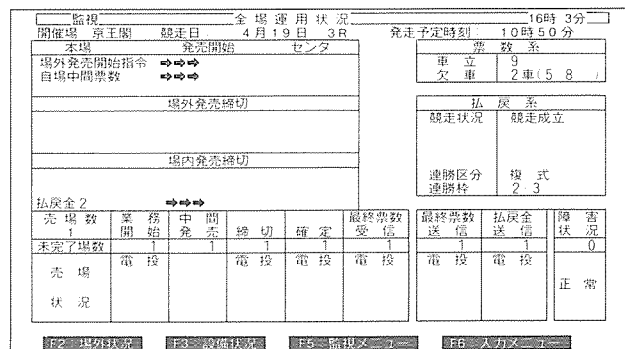 監視 全場運用状況 16時 3分
開催場 京王閣 競走日 4月19日 3R 発走予定時刻 10時50分
本場 発売開始 センタ
場外発売開始指令 ⇒⇒⇒
自場中間票数 ⇒⇒⇒
場外発売締切
場内発売締切
払戻金2 ⇒⇒⇒
票数系
車立 9
欠車 2車(5 8 )
払戻系
競走状況 競走成立
連勝区分 複式
連勝枠 2-3
売場数 業務 中間 最終票数 最終票数 払戻金 障害
1 開始 発売 締切 確定 受信 送信 送信 状況
未完了場数 1 1 1 1 1 1 1 0
電投 電投 電投 電投 電投 電投
売場
状況 正常
F2 場外状況 F3 設備状況 F5 監視メニュー F6 入力メニュー